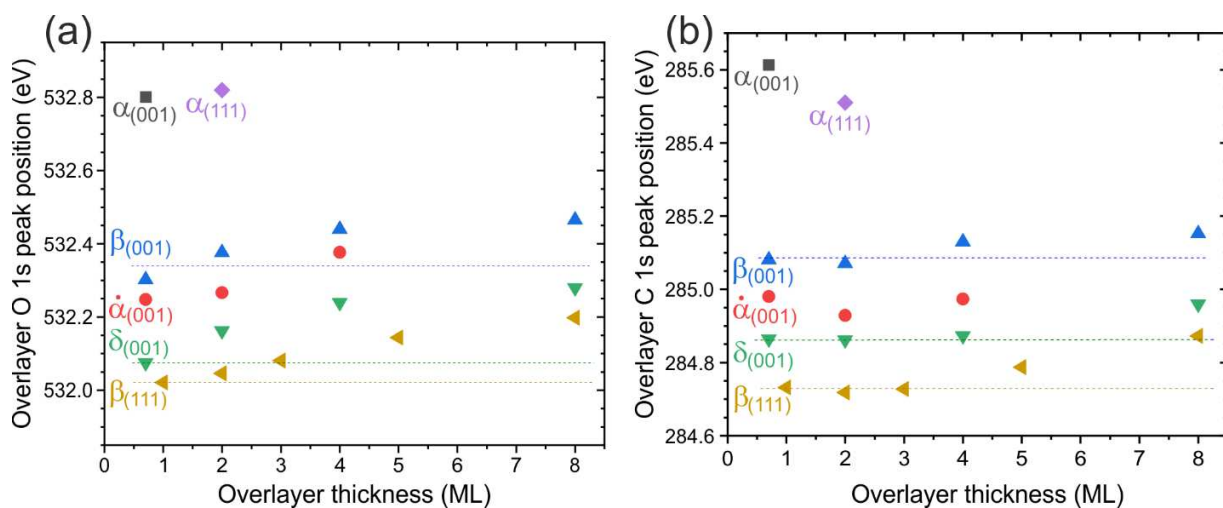 (a)
Overlayer O 1s peak position (eV)
532.8
532.6
532.4
532.2
532.0
α(001)
α(111)
β(001)
α̇(001)
δ(001)
β(111)
0 1 2 3 4 5 6 7 8
Overlayer thickness (ML)
(b)
Overlayer C 1s peak position (eV)
285.6
285.4
285.2
285.0
284.8
284.6
α(001)
α(111)
β(001)
α̇(001)
δ(001)
β(111)
0 1 2 3 4 5 6 7 8
Overlayer thickness (ML)